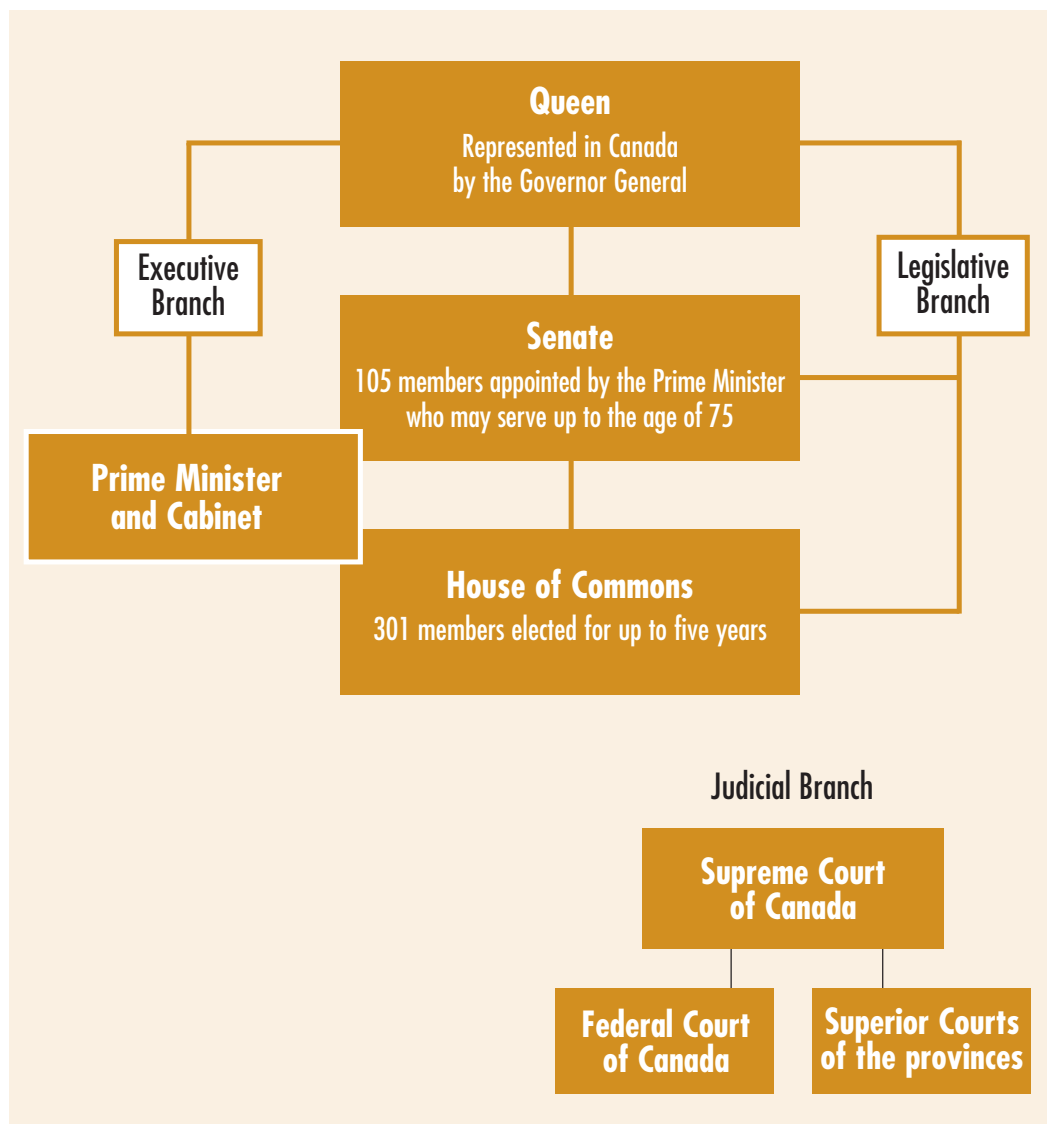 Queen
Represented in Canada
by the Governor General
Executive
Branch
Legislative
Branch
Senate
105 members appointed by the Prime Minister
who may serve up to the age of 75
Prime Minister
and Cabinet
House of Commons
301 members elected for up to five years
Judicial Branch
Supreme Court
of Canada
Federal Court
of Canada
Superior Courts
of the provinces